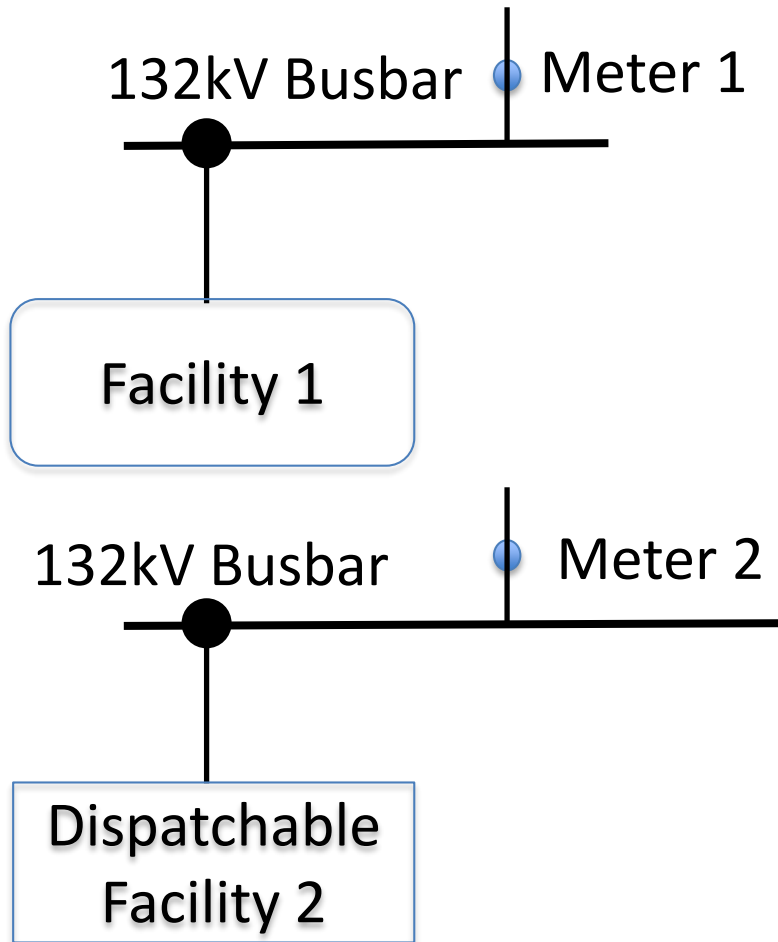 132kV Busbar
Meter 1
Facility 1
132kV Busbar
Meter 2
Dispatchable
Facility 2